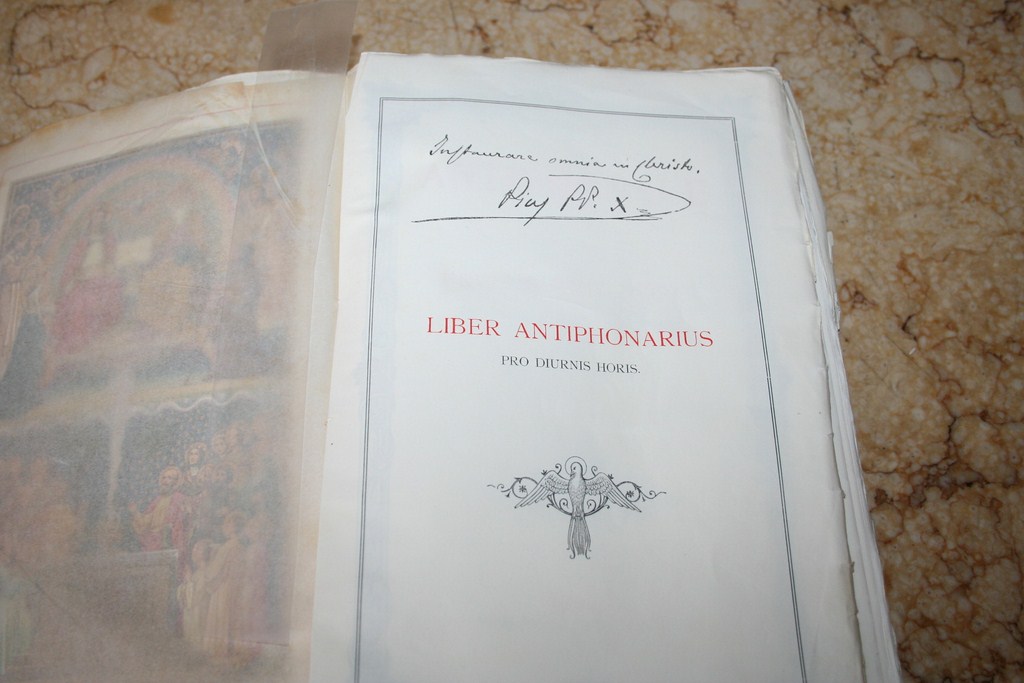 Instaurare omnia in Christo.
Pius PP. X
LIBER ANTIPHONARIUS
PRO DIURNIS HORIS.